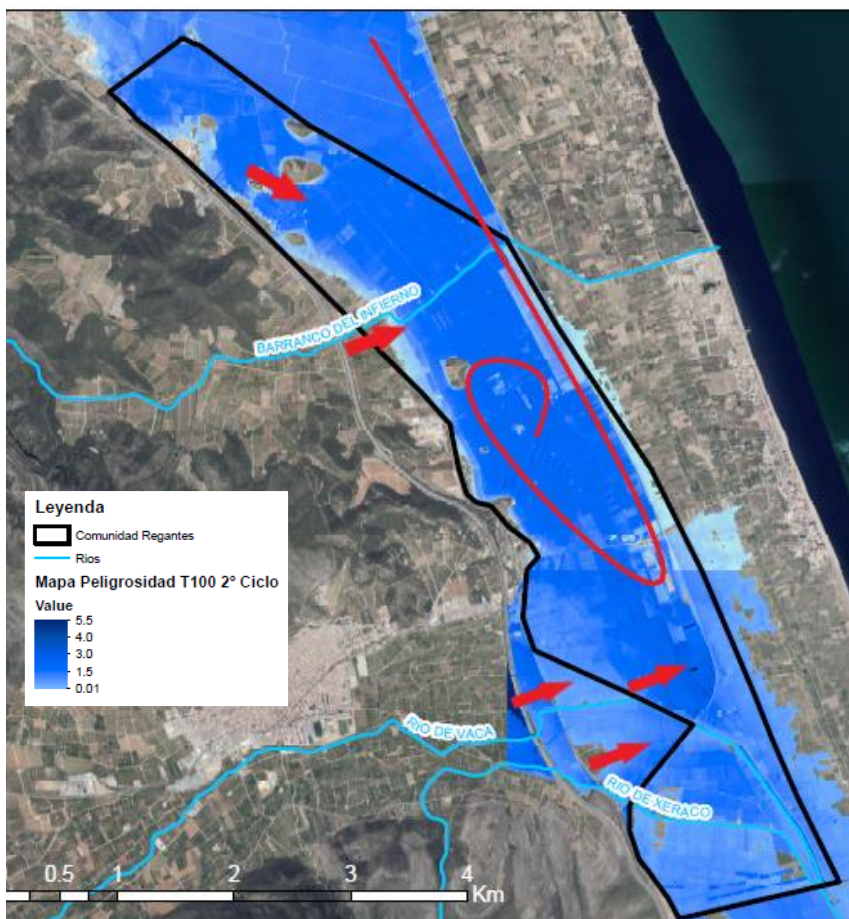 BARRANCO DEL INFIERNO
Leyenda
Comunidad Regantes
Rios
Mapa Peligrosidad T100 2º Ciclo
Value
5.5
4.0
3.0
1.5
0.01
RIO DE VACA
RIO DE XERACO
0.5 1 2 3 4
Km